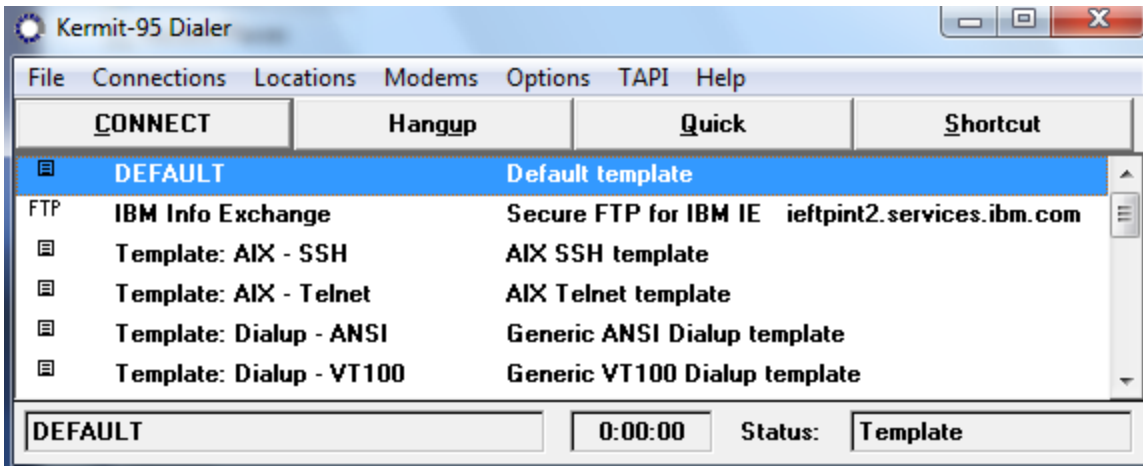 Kermit-95 Dialer
File Connections Locations Modems Options TAPI Help
CONNECT Hangup Quick Shortcut
DEFAULT Default template
FTP IBM Info Exchange Secure FTP for IBM IE ieftpint2.services.ibm.com
Template: AIX - SSH AIX SSH template
Template: AIX - Telnet AIX Telnet template
Template: Dialup - ANSI Generic ANSI Dialup template
Template: Dialup - VT100 Generic VT100 Dialup template
DEFAULT 0:00:00 Status: Template